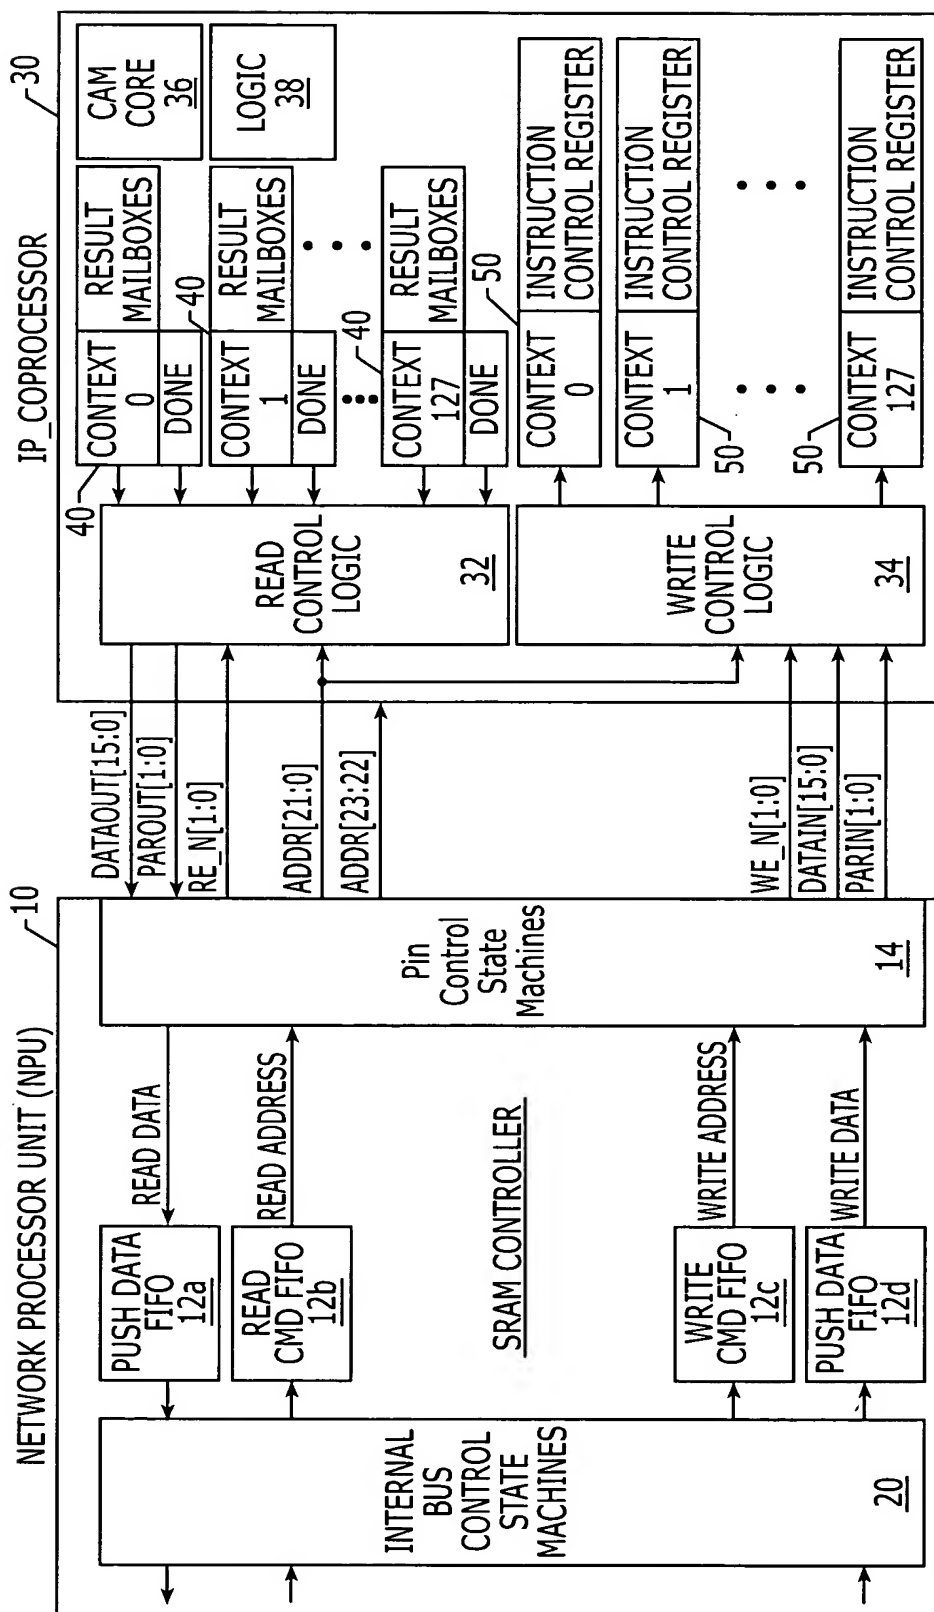 NETWORK PROCESSOR UNIT (NPU)
10
INTERNAL
BUS
CONTROL
STATE
MACHINES
20
PUSH DATA
FIFO
12a
READ
CMD FIFO
12b
SRAM CONTROLLER
WRITE
CMD FIFO
12c
PUSH DATA
FIFO
12d
READ DATA
READ ADDRESS
WRITE ADDRESS
WRITE DATA
Pin
Control
State
Machines
14
DATAOUT[15:0]
PAROUT[1:0]
RE_N[1:0]
ADDR[21:0]
ADDR[23:22]
WE_N[1:0]
DATAIN[15:0]
PARIN[1:0]
IP_COPROCESSOR
30
READ
CONTROL
LOGIC
32
WRITE
CONTROL
LOGIC
34
40
CONTEXT
0
DONE
RESULT
MAILBOXES
40
CONTEXT
1
DONE
RESULT
MAILBOXES
40
CONTEXT
127
DONE
RESULT
MAILBOXES
CAM
CORE
36
LOGIC
38
50
CONTEXT
0
INSTRUCTION
CONTROL REGISTER
50
CONTEXT
1
INSTRUCTION
CONTROL REGISTER
50
CONTEXT
127
INSTRUCTION
CONTROL REGISTER